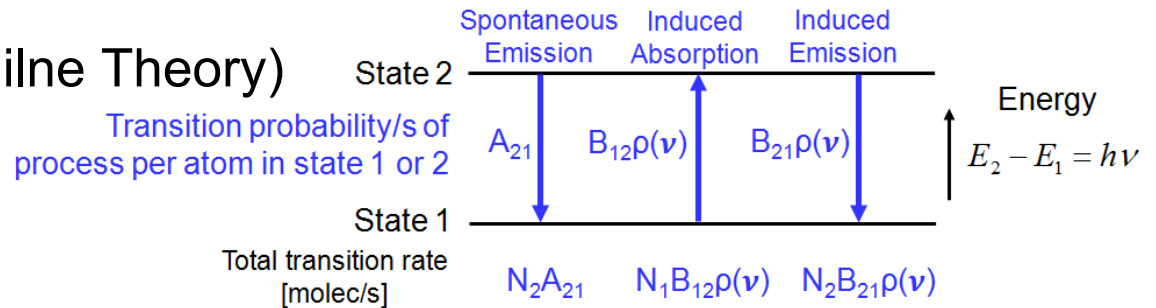 Spontaneous Emission
Induced Absorption
Induced Emission
ilne Theory)
State 2
Transition probability/s of
process per atom in state 1 or 2
A₂₁
B₁₂ρ(ν)
B₂₁ρ(ν)
Energy
E₂ − E₁ = hν
State 1
Total transition rate
[molec/s]
N₂A₂₁
N₁B₁₂ρ(ν)
N₂B₂₁ρ(ν)